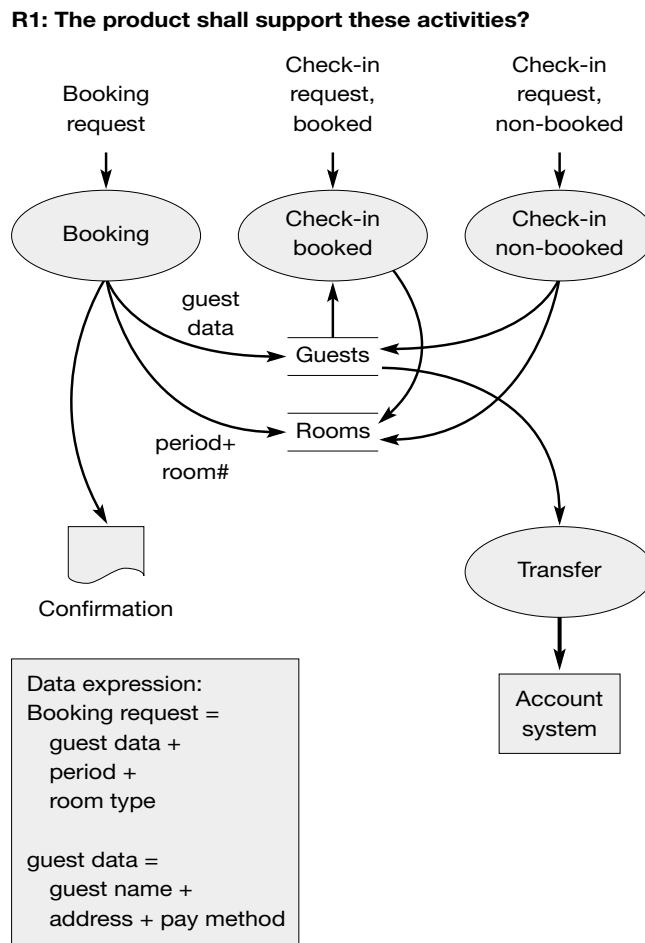 R1: The product shall support these activities?
Booking
request
Check-in
request,
booked
Check-in
request,
non-booked
Booking
Check-in
booked
Check-in
non-booked
guest
data
Guests
Rooms
period+
room#
Confirmation
Transfer
Account
system
Data expression:
Booking request =
guest data +
period +
room type
guest data =
guest name +
address + pay method